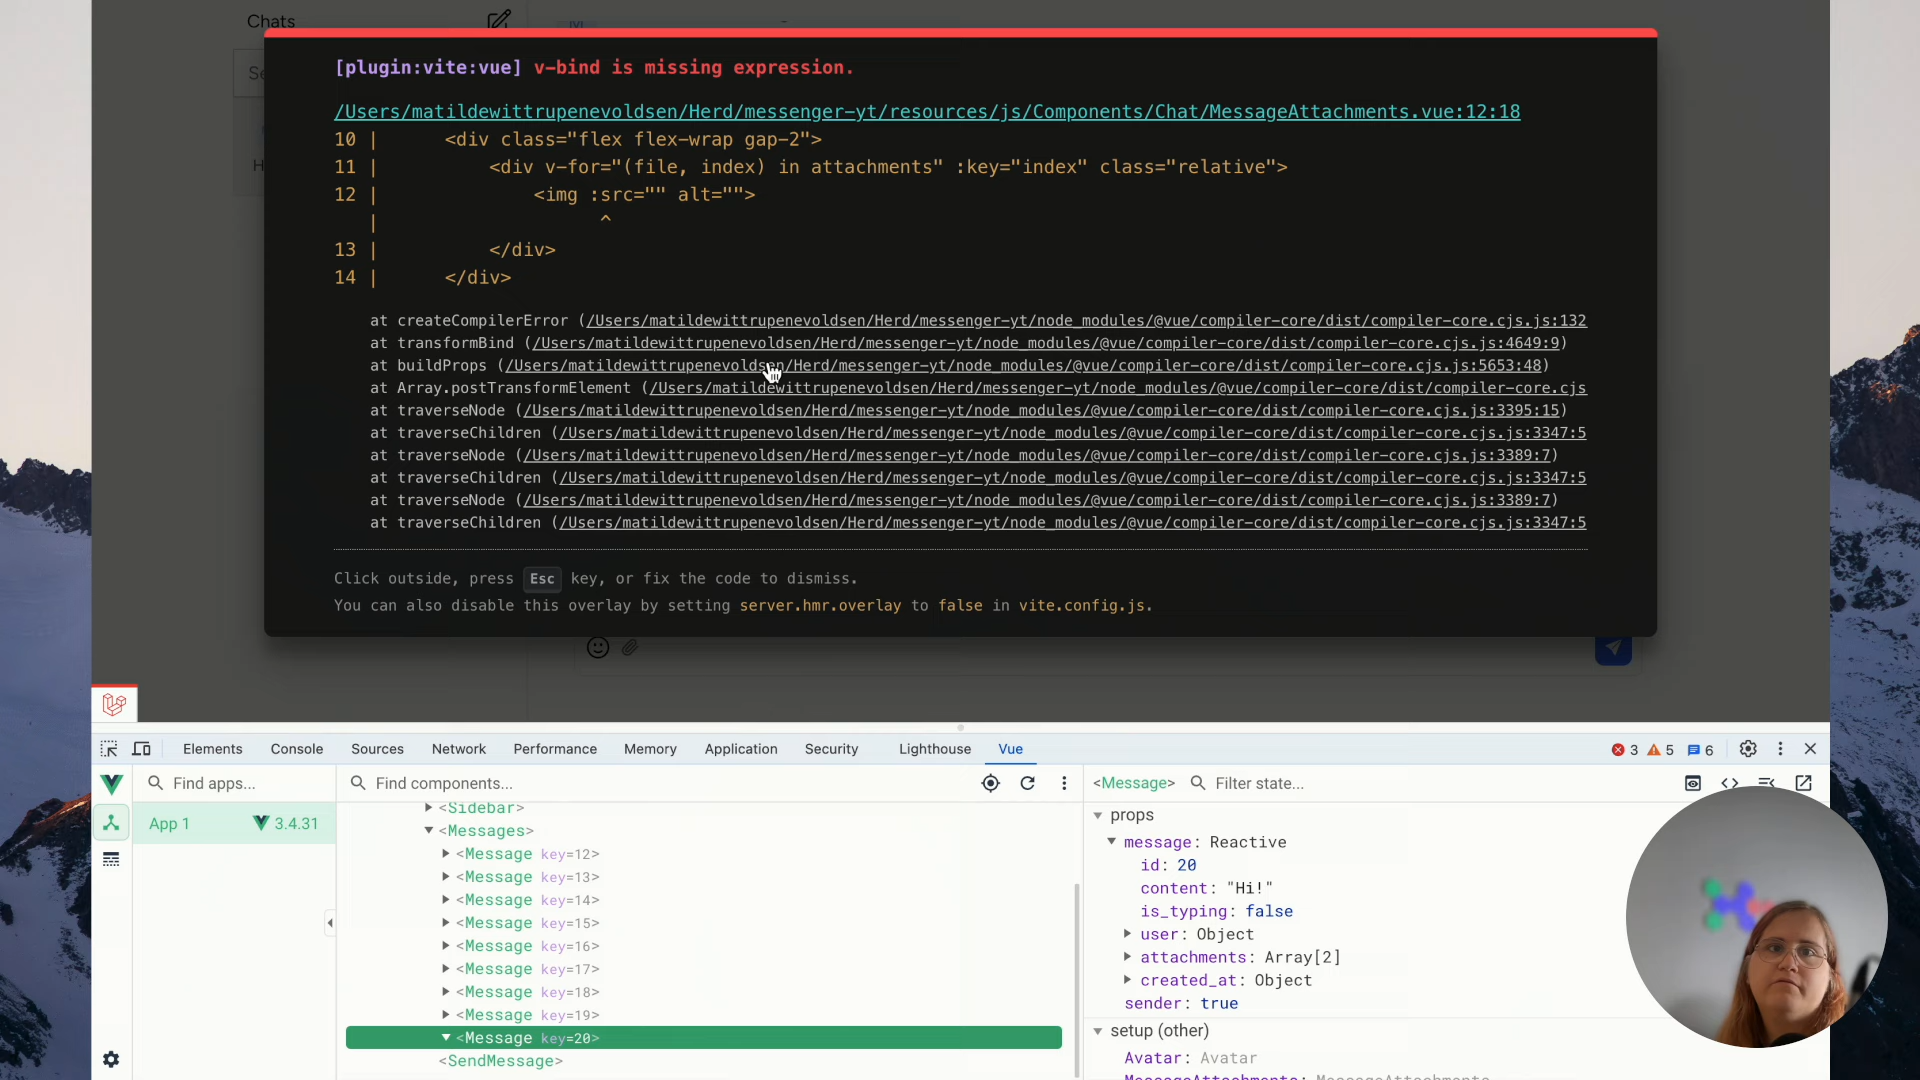 Chats
[plugin:vite:vue] v-bind is missing expression.
/Users/matildewittrupenevoldsen/Herd/messenger-yt/resources/js/Components/Chat/MessageAttachments.vue:12:18
10 |      <div class="flex flex-wrap gap-2">
11 |          <div v-for="(file, index) in attachments" :key="index" class="relative">
12 |              <img :src="" alt="">
|                    ^
13 |          </div>
14 |      </div>
at createCompilerError (/Users/matildewittrupenevoldsen/Herd/messenger-yt/node_modules/@vue/compiler-core/dist/compiler-core.cjs.js:132
at transformBind (/Users/matildewittrupenevoldsen/Herd/messenger-yt/node_modules/@vue/compiler-core/dist/compiler-core.cjs.js:4649:9)
at buildProps (/Users/matildewittrupenevoldsen/Herd/messenger-yt/node_modules/@vue/compiler-core/dist/compiler-core.cjs.js:5653:48)
at Array.postTransformElement (/Users/matildewittrupenevoldsen/Herd/messenger-yt/node_modules/@vue/compiler-core/dist/compiler-core.cjs
at traverseNode (/Users/matildewittrupenevoldsen/Herd/messenger-yt/node_modules/@vue/compiler-core/dist/compiler-core.cjs.js:3395:15)
at traverseChildren (/Users/matildewittrupenevoldsen/Herd/messenger-yt/node_modules/@vue/compiler-core/dist/compiler-core.cjs.js:3347:5
at traverseNode (/Users/matildewittrupenevoldsen/Herd/messenger-yt/node_modules/@vue/compiler-core/dist/compiler-core.cjs.js:3389:7)
at traverseChildren (/Users/matildewittrupenevoldsen/Herd/messenger-yt/node_modules/@vue/compiler-core/dist/compiler-core.cjs.js:3347:5
at traverseNode (/Users/matildewittrupenevoldsen/Herd/messenger-yt/node_modules/@vue/compiler-core/dist/compiler-core.cjs.js:3389:7)
at traverseChildren (/Users/matildewittrupenevoldsen/Herd/messenger-yt/node_modules/@vue/compiler-core/dist/compiler-core.cjs.js:3347:5
Click outside, press Esc key, or fix the code to dismiss.
You can also disable this overlay by setting server.hmr.overlay to false in vite.config.js.
Elements Console Sources Network Performance Memory Application Security Lighthouse Vue 3 5 6
Find apps... Find components... <Message> Filter state...
App 1 3.4.31
<Sidebar>
<Messages>
<Message key=12>
<Message key=13>
<Message key=14>
<Message key=15>
<Message key=16>
<Message key=17>
<Message key=18>
<Message key=19>
<Message key=20>
<SendMessage>
props
message: Reactive
id: 20
content: "Hi!"
is_typing: false
user: Object
attachments: Array[2]
created_at: Object
sender: true
setup (other)
Avatar: Avatar
MessageAttachments: MessageAttachments